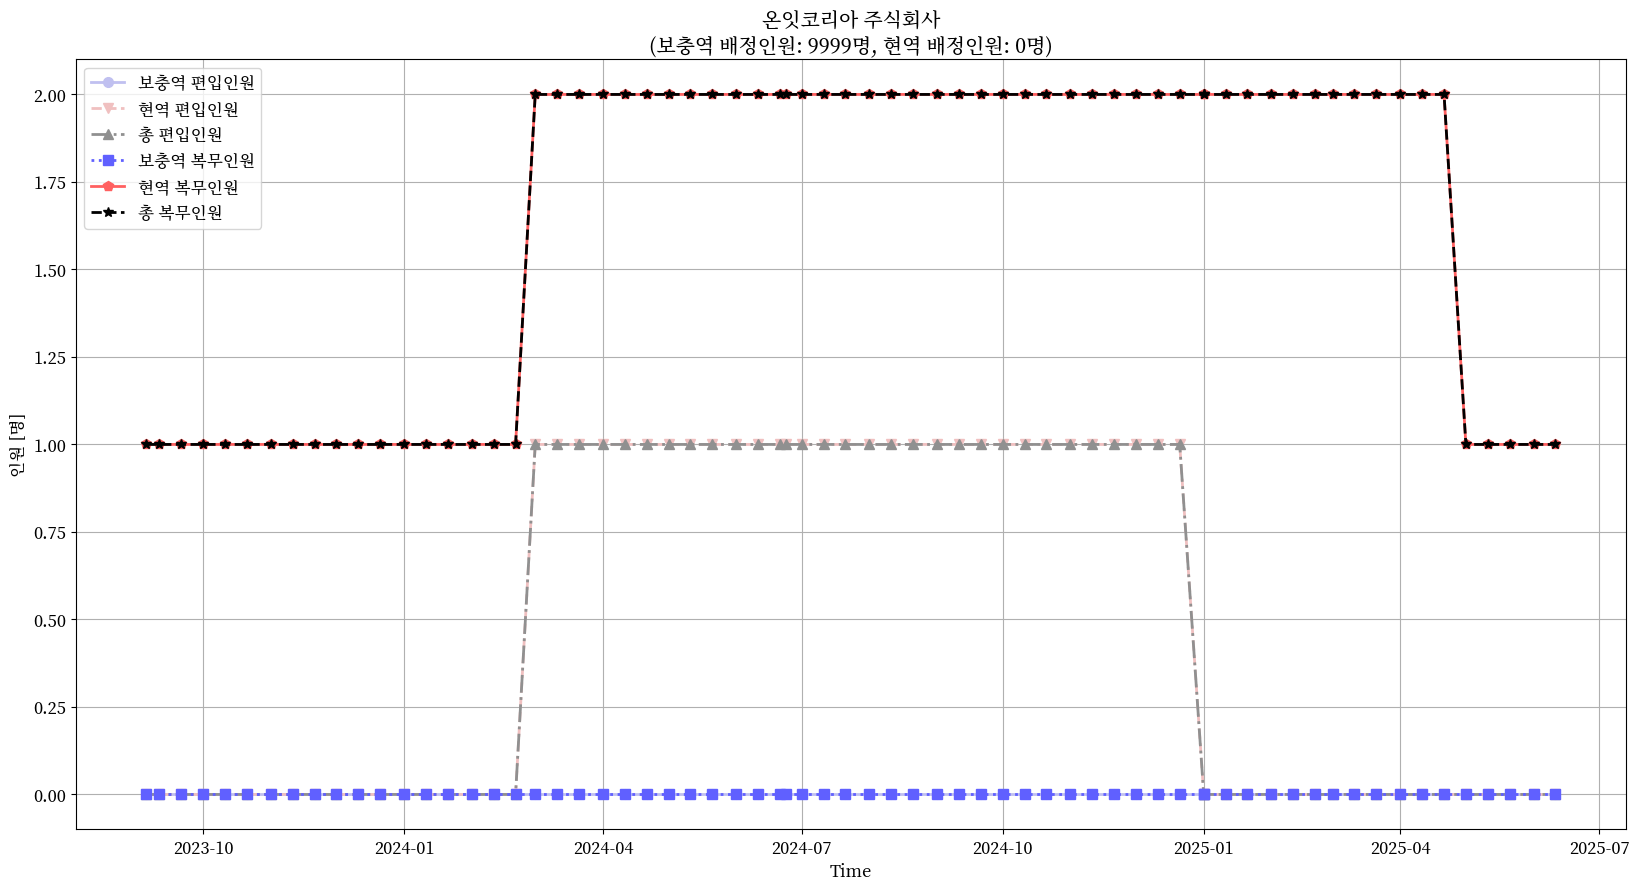 온잇코리아 주식회사
(보충역 배정인원: 9999명, 현역 배정인원: 0명)
보충역 편입인원
현역 편입인원
총 편입인원
보충역 복무인원
현역 복무인원
총 복무인원
2.00
1.75
1.50
1.25
1.00
0.75
0.50
0.25
0.00
인원 [명]
2023-10
2024-01
2024-04
2024-07
2024-10
2025-01
2025-04
2025-07
Time